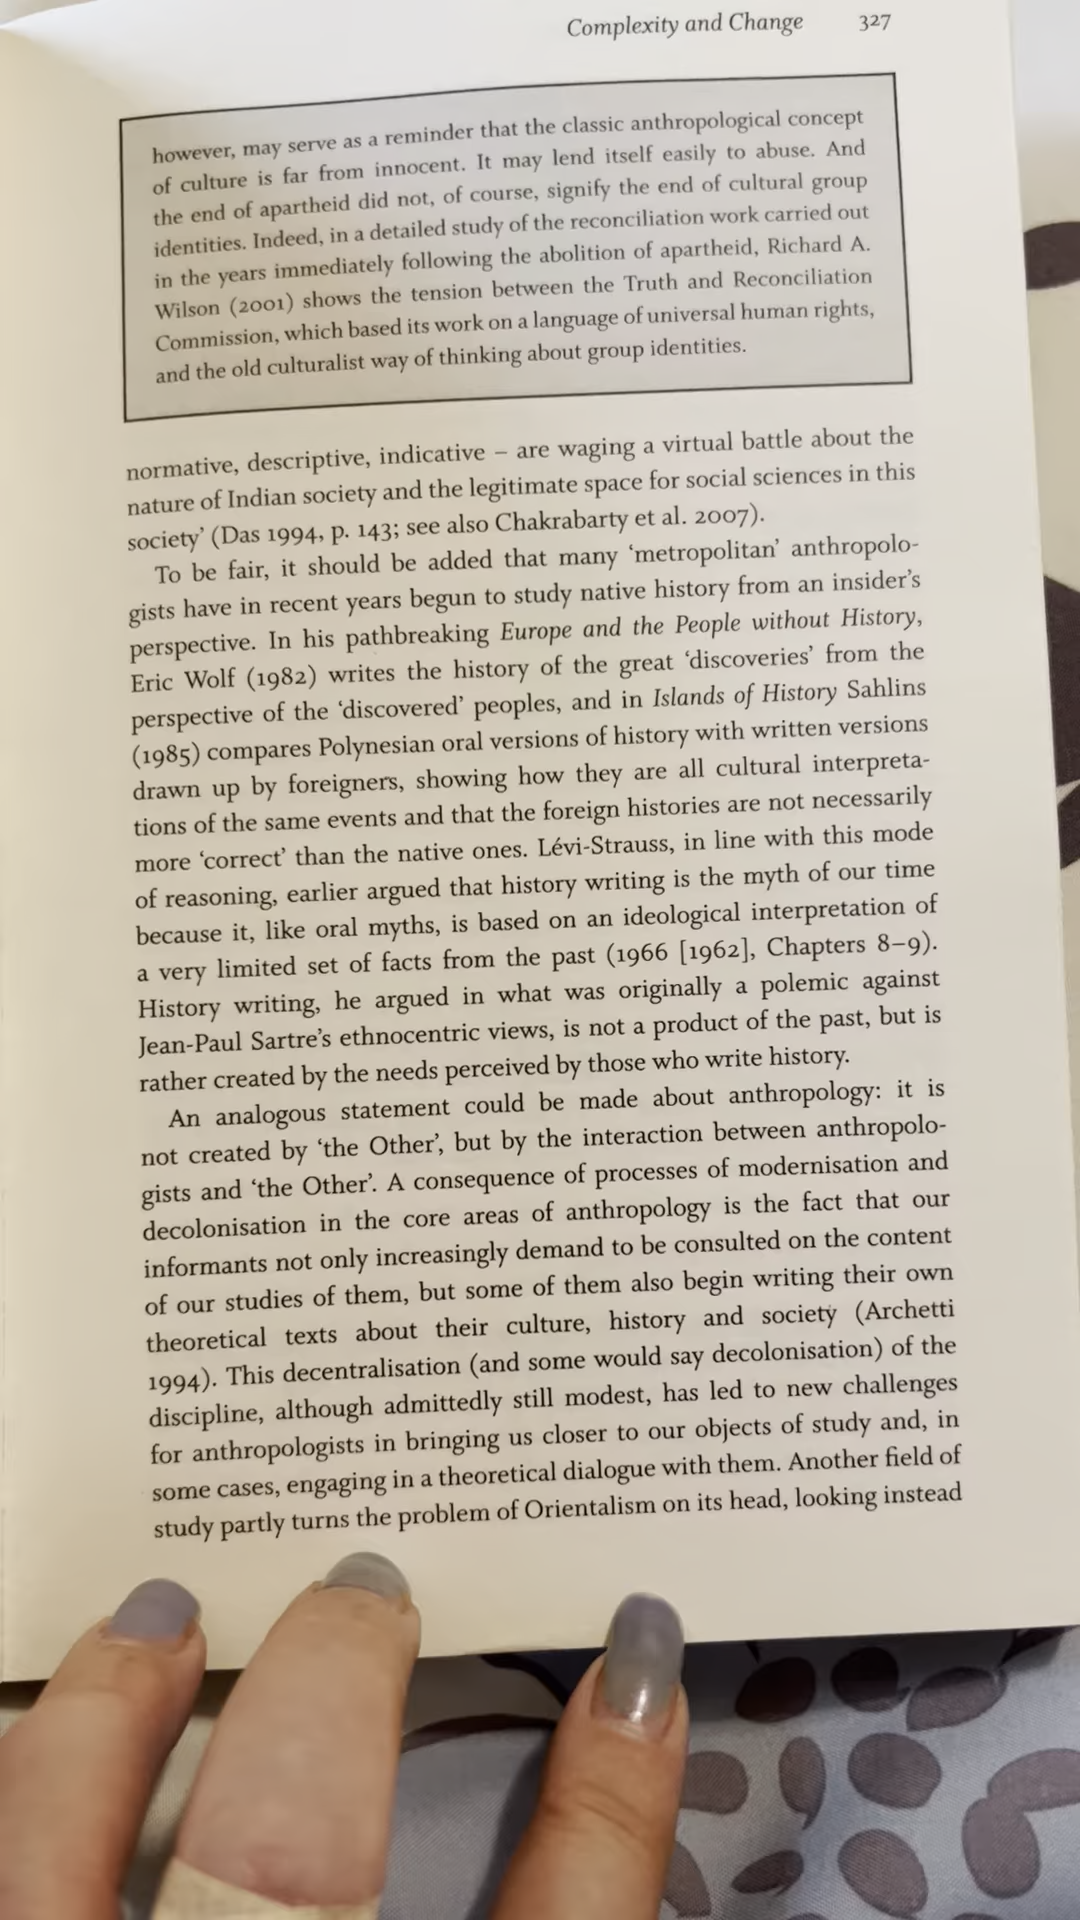 Complexity and Change 327
however, may serve as a reminder that the classic anthropological concept
of culture is far from innocent. It may lend itself easily to abuse. And
the end of apartheid did not, of course, signify the end of cultural group
identities. Indeed, in a detailed study of the reconciliation work carried out
in the years immediately following the abolition of apartheid, Richard A.
Wilson (2001) shows the tension between the Truth and Reconciliation
Commission, which based its work on a language of universal human rights,
and the old culturalist way of thinking about group identities.
normative, descriptive, indicative – are waging a virtual battle about the
nature of Indian society and the legitimate space for social sciences in this
society’ (Das 1994, p. 143; see also Chakrabarty et al. 2007).
To be fair, it should be added that many ‘metropolitan’ anthropolo-
gists have in recent years begun to study native history from an insider’s
perspective. In his pathbreaking Europe and the People without History,
Eric Wolf (1982) writes the history of the great ‘discoveries’ from the
perspective of the ‘discovered’ peoples, and in Islands of History Sahlins
(1985) compares Polynesian oral versions of history with written versions
drawn up by foreigners, showing how they are all cultural interpreta-
tions of the same events and that the foreign histories are not necessarily
more ‘correct’ than the native ones. Lévi-Strauss, in line with this mode
of reasoning, earlier argued that history writing is the myth of our time
because it, like oral myths, is based on an ideological interpretation of
a very limited set of facts from the past (1966 [1962], Chapters 8–9).
History writing, he argued in what was originally a polemic against
Jean-Paul Sartre’s ethnocentric views, is not a product of the past, but is
rather created by the needs perceived by those who write history.
An analogous statement could be made about anthropology: it is
not created by ‘the Other’, but by the interaction between anthropolo-
gists and ‘the Other’. A consequence of processes of modernisation and
decolonisation in the core areas of anthropology is the fact that our
informants not only increasingly demand to be consulted on the content
of our studies of them, but some of them also begin writing their own
theoretical texts about their culture, history and society (Archetti
1994). This decentralisation (and some would say decolonisation) of the
discipline, although admittedly still modest, has led to new challenges
for anthropologists in bringing us closer to our objects of study and, in
some cases, engaging in a theoretical dialogue with them. Another field of
study partly turns the problem of Orientalism on its head, looking instead